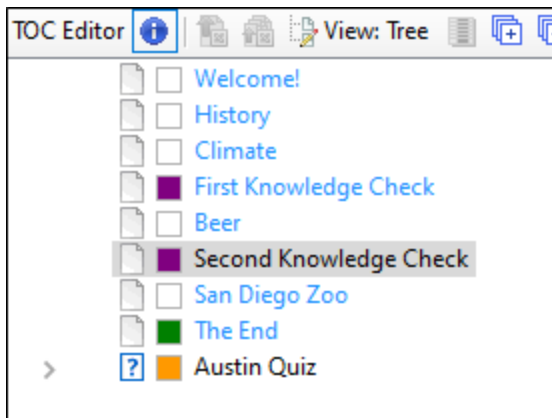 TOC Editor View: Tree
Welcome!
History
Climate
First Knowledge Check
Beer
Second Knowledge Check
San Diego Zoo
The End
Austin Quiz